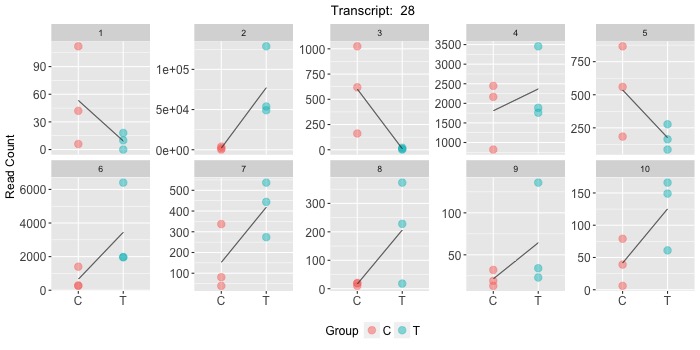 Transcript: 28
1 2 3 4 5
90 60 30 0
1e+05 5e+04 0e+00
1000 750 500 250 0
3500 3000 2500 2000 1500 1000
750 500 250
Read Count
6 7 8 9 10
6000 4000 2000 0
500 400 300 200 100
300 200 100 0
100 50
150 100 50 0
C T C T C T C T C T
Group C T